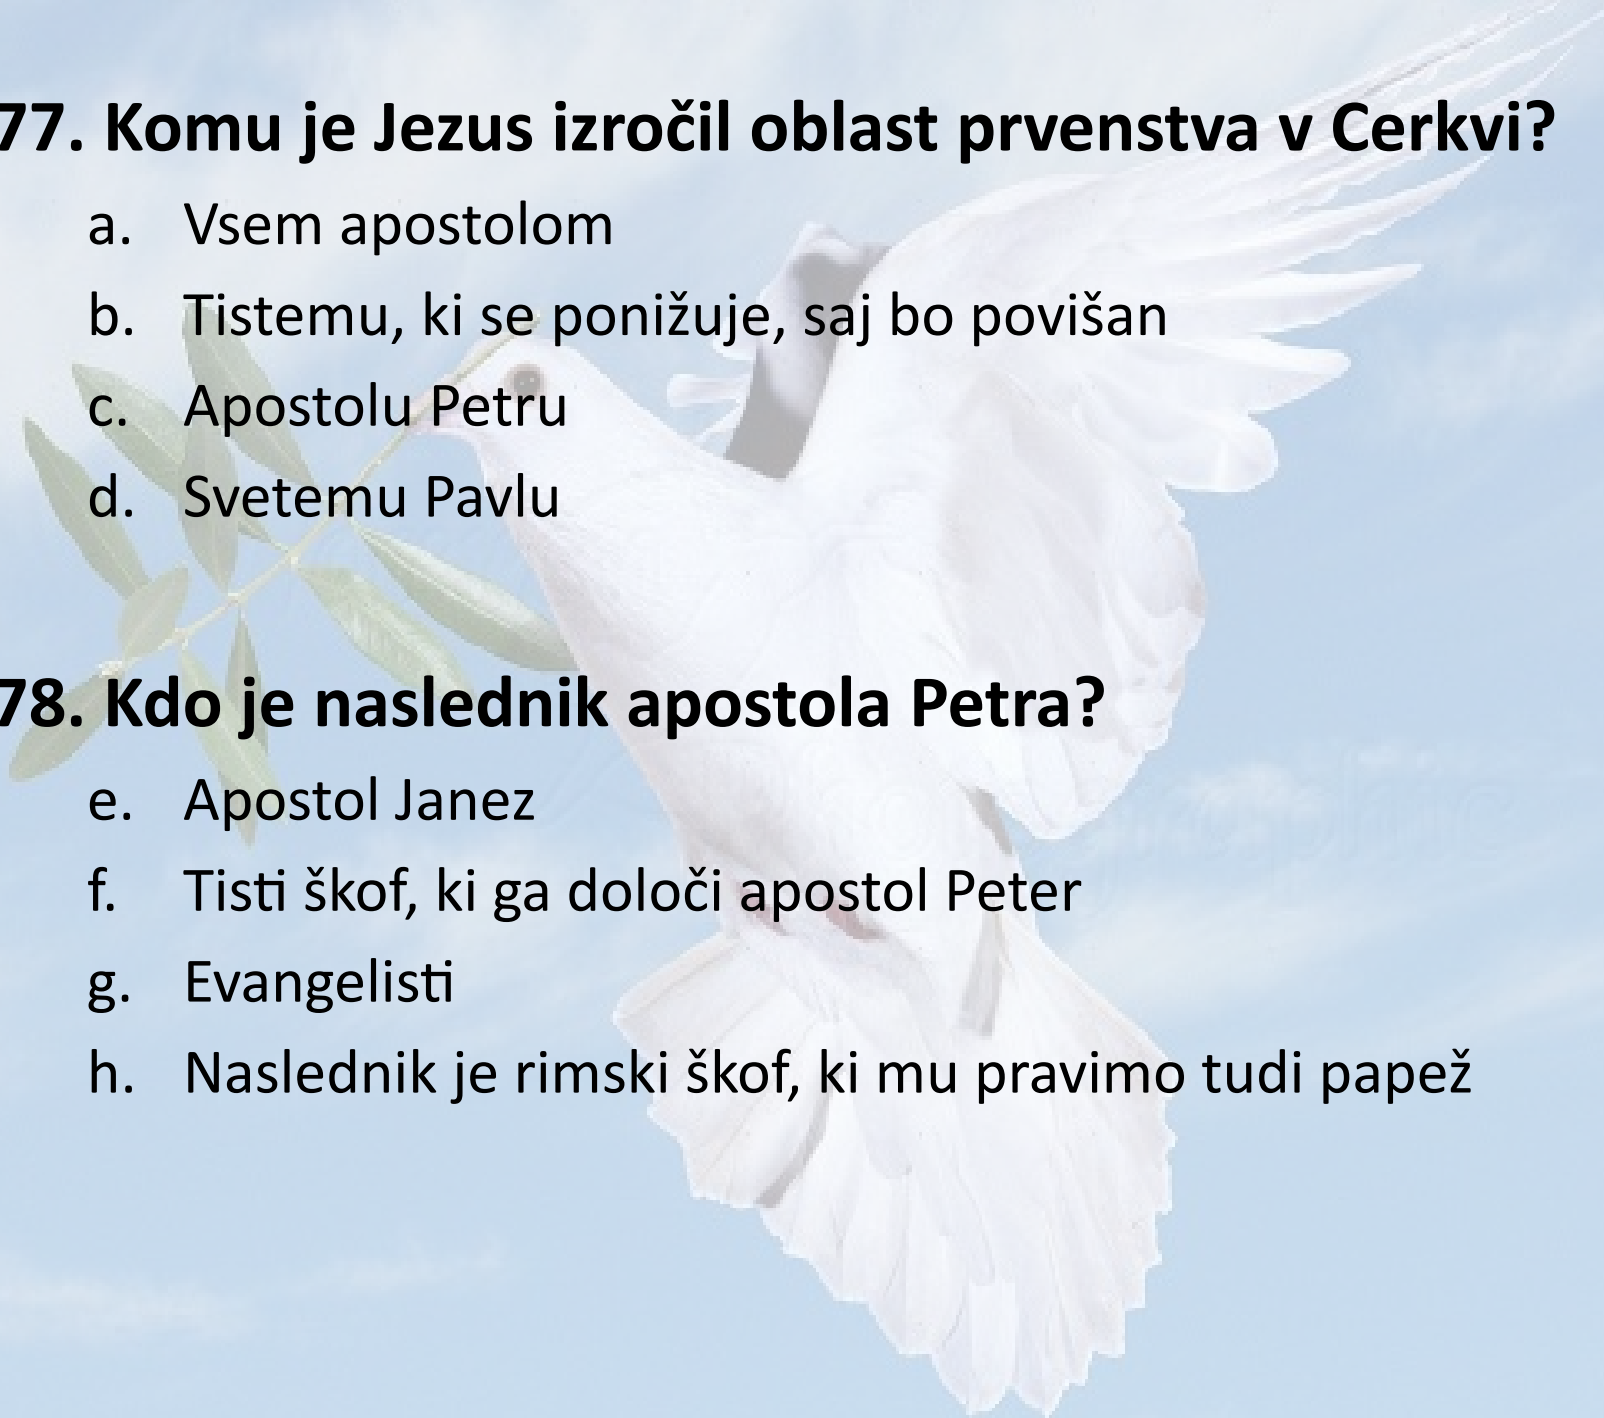 77. Komu je Jezus izročil oblast prvenstva v Cerkvi?
a. Vsem apostolom
b. Tistemu, ki se ponižuje, saj bo povišan
c. Apostolu Petru
d. Svetemu Pavlu
78. Kdo je naslednik apostola Petra?
e. Apostol Janez
f. Tisti škof, ki ga določi apostol Peter
g. Evangelisti
h. Naslednik je rimski škof, ki mu pravimo tudi papež